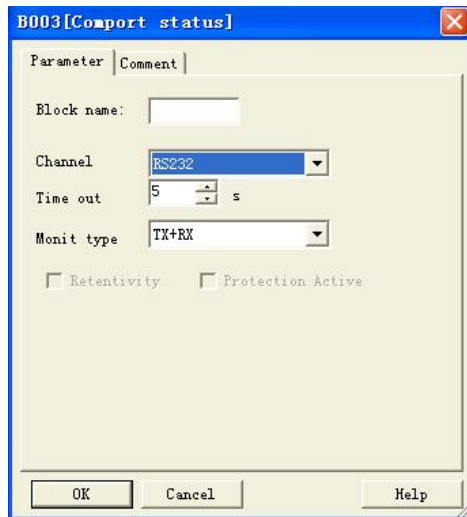 B003[Comport status]
Parameter Comment
Block name:
Channel RS232
Time out 5 s
Monit type TX+RX
Retentivity Protection Active
OK Cancel Help